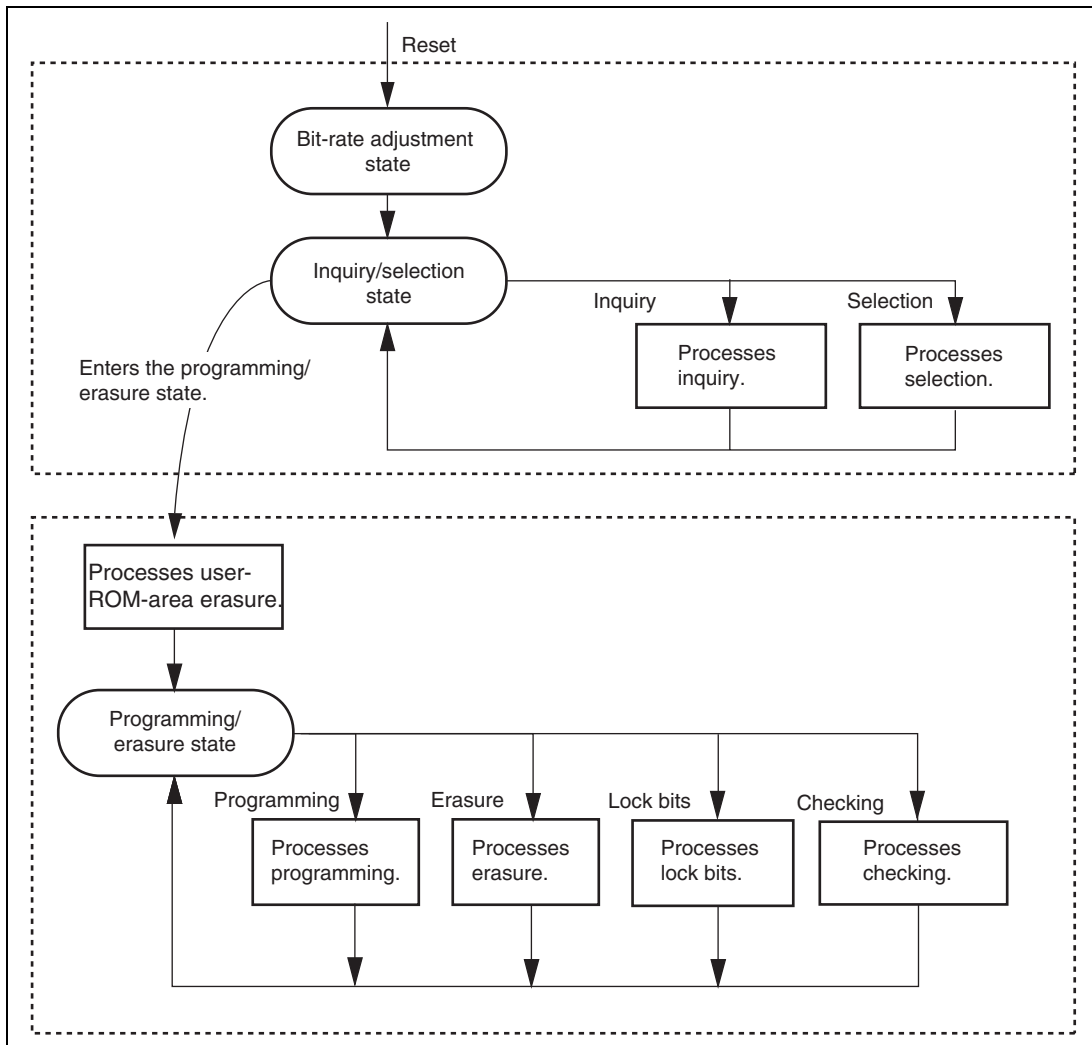 Reset
Bit-rate adjustment
state
Inquiry/selection
state
Inquiry
Selection
Processes
inquiry.
Processes
selection.
Enters the programming/
erasure state.
Processes user-
ROM-area erasure.
Programming/
erasure state
Programming
Erasure
Lock bits
Checking
Processes
programming.
Processes
erasure.
Processes
lock bits.
Processes
checking.